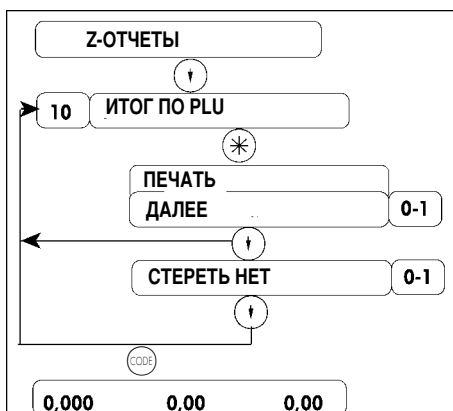 Z-ОТЧЕТЫ
10 ИТОГ ПО PLU
ПЕЧАТЬ
ДАЛЕЕ 0-1
СТЕРЕТЬ НЕТ 0-1
CODE
0,000 0,00 0,00